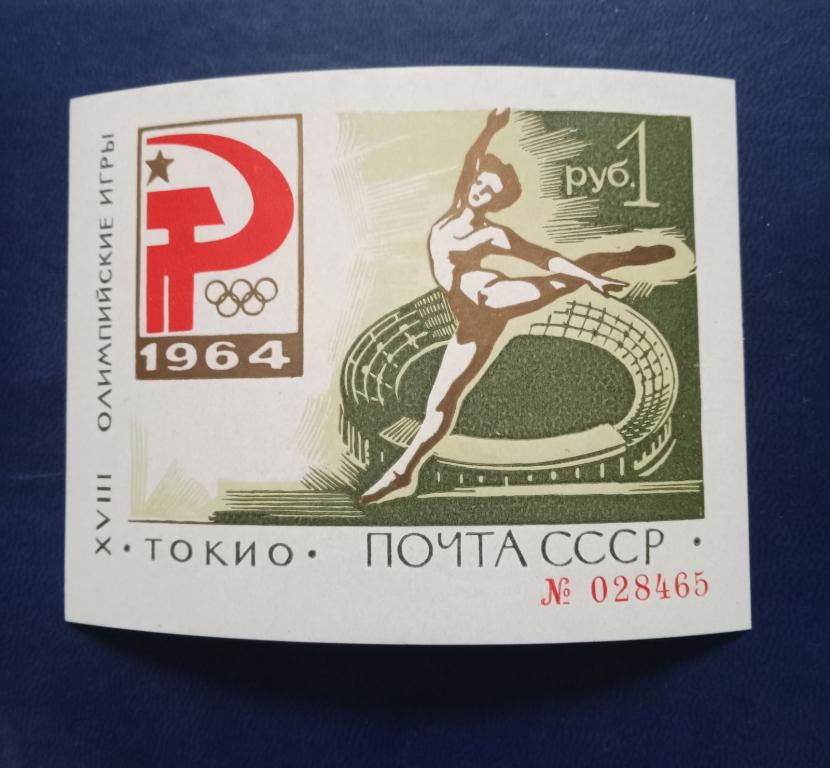 XVIII ОЛИМПИЙСКИЕ ИГРЫ
1964
руб. 1
• ТОКИО • ПОЧТА СССР •
№ 028465